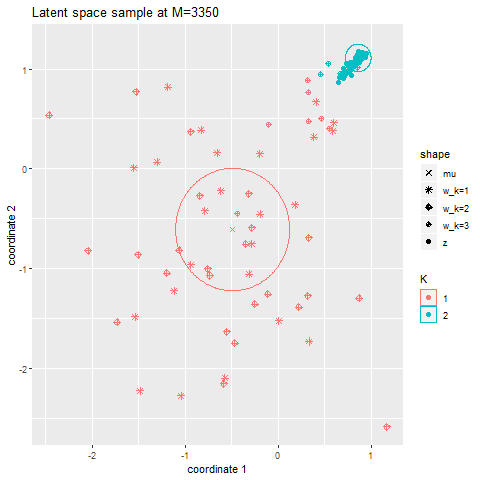 Latent space sample at M=3350
coordinate 2
1
0
-1
-2
-2
-1
0
1
coordinate 1
shape
mu
w_k=1
w_k=2
w_k=3
z
K
1
2